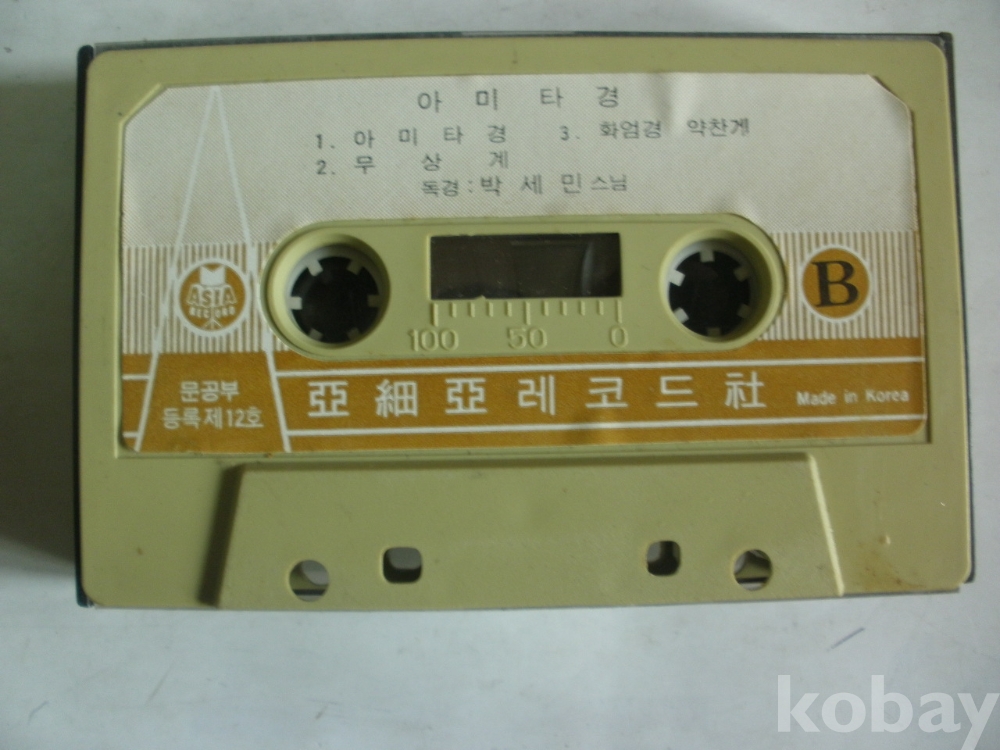 아 미 타 경
1. 아 미 타 경 3. 화엄경 약찬게
2. 무 상 계
독경 : 박 세 민 스님
ASIA
RECORD
B
100 50 0
문공부
등록 제12호
亞 細 亞 레 코 드 社
Made in Korea
kobay